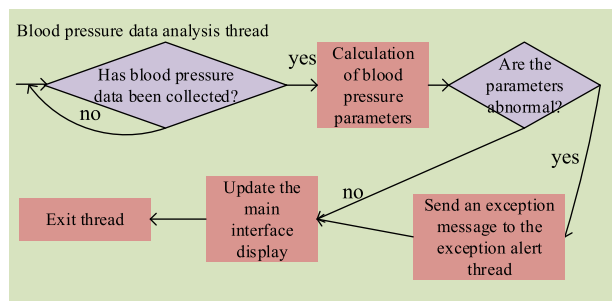 Blood pressure data analysis thread
Has blood pressure
data been collected?
no
yes
Calculation
of blood
pressure
parameters
Are the
parameters
abnormal?
yes
no
Send an exception
message to the
exception alert
thread
Update the
main
interface
display
Exit thread